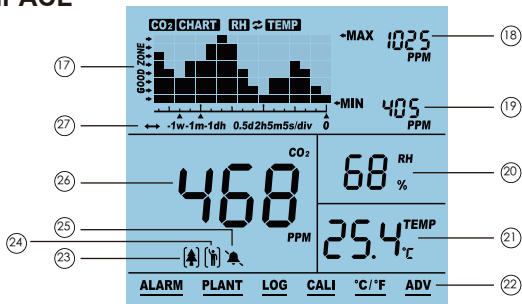 CO2 CHART RH TEMP
MAX 1025 PPM
GOOD ZONE
MIN 405 PPM
-1w-1m-1dh 0.5d2h5m5s/div 0
CO2
468 PPM
68 RH %
25.4 TEMP °C
ALARM PLANT LOG CALI °C/°F ADV
17
27
26
25
24
23
18
19
20
21
22